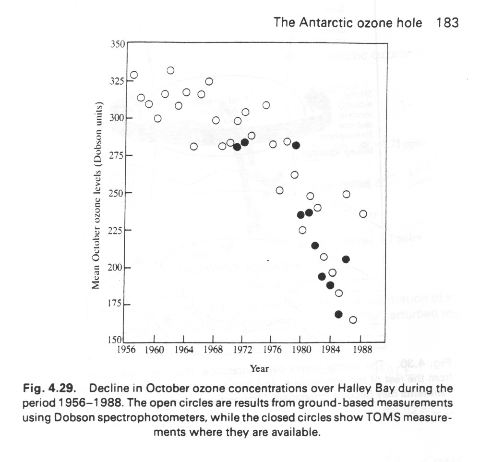 The Antarctic ozone hole 183
350
325
300
275
250
225
200
175
150
Mean October ozone levels (Dobson units)
1956 1960 1964 1968 1972 1976 1980 1984 1988
Year
Fig. 4.29. Decline in October ozone concentrations over Halley Bay during the
period 1956–1988. The open circles are results from ground-based measurements
using Dobson spectrophotometers, while the closed circles show TOMS measure-
ments where they are available.